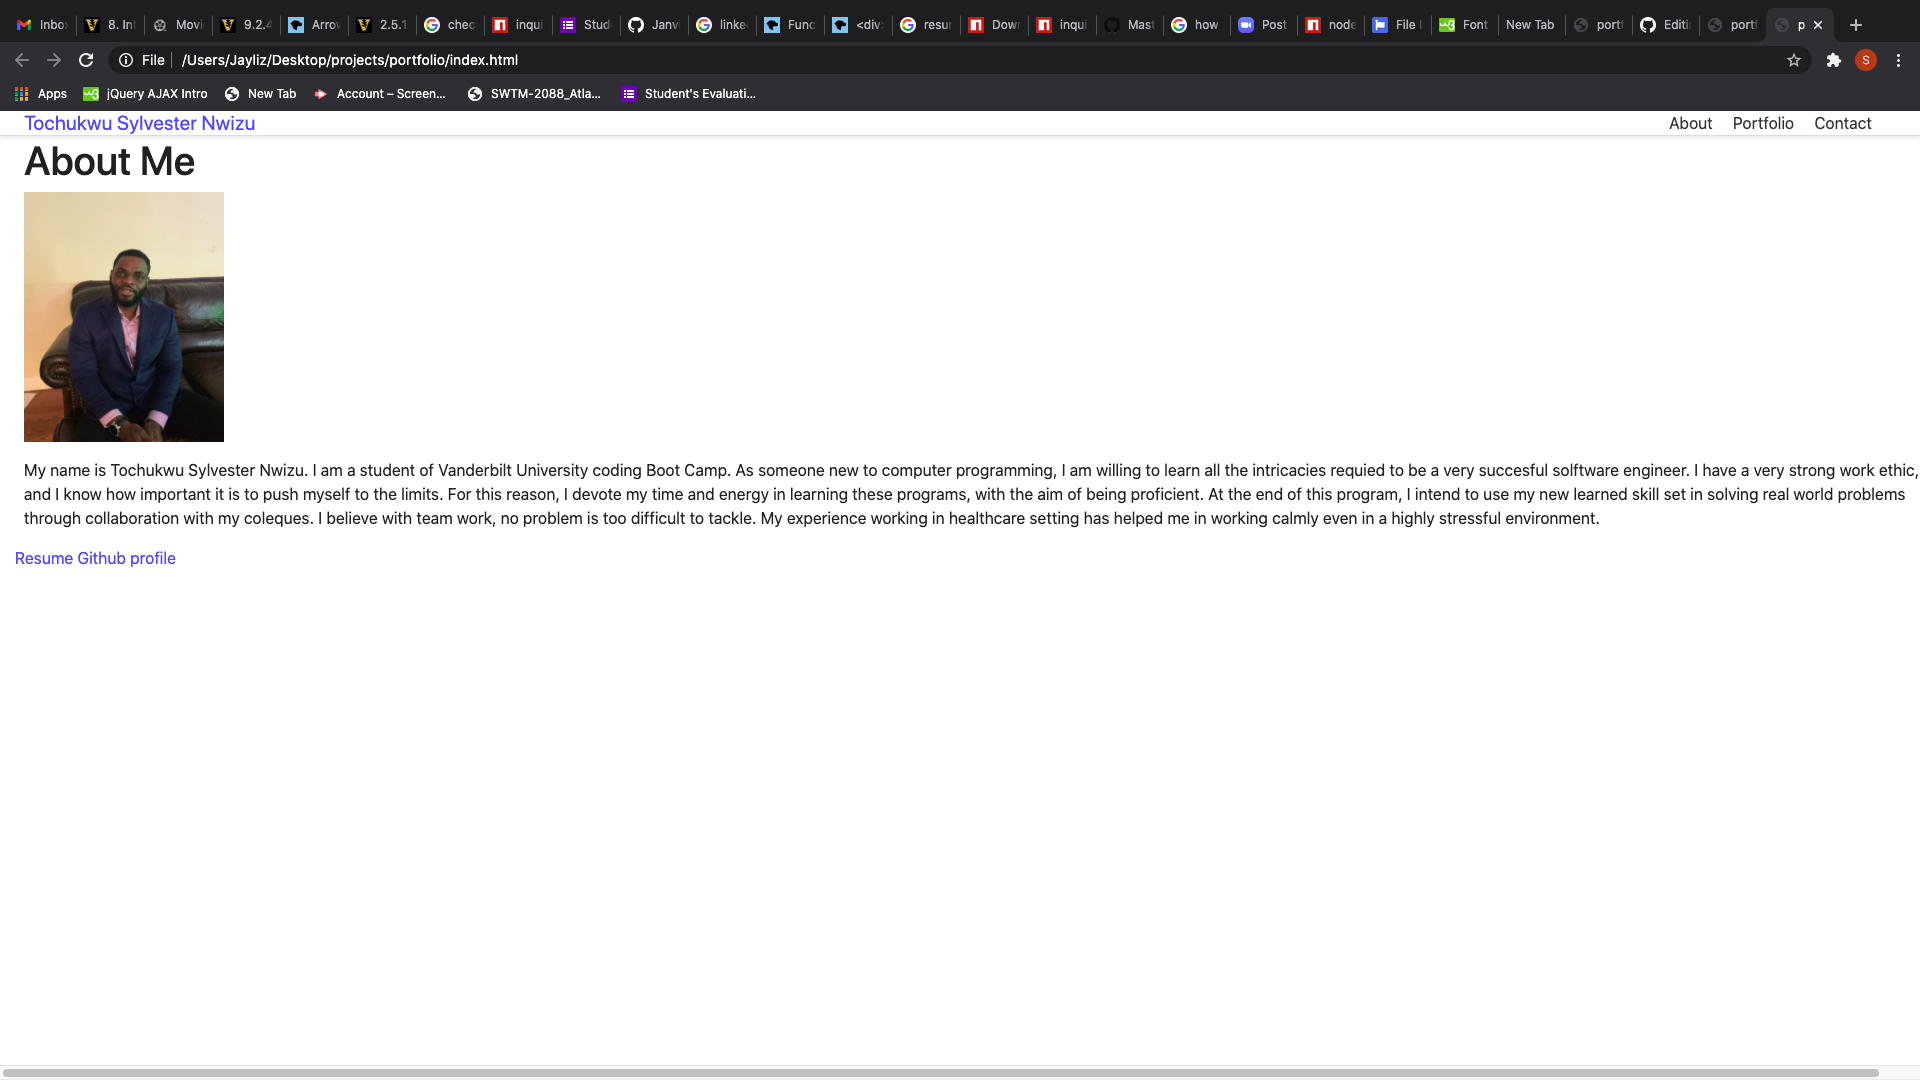 Inbo 8. Int Movi 9.2.4 Arrov 2.5.1 chec inqui Stud Janvi linke Func <div: resu Dow inqui Mast how Post node File I Font New Tab portf Editi portf p
File /Users/Jayliz/Desktop/projects/portfolio/index.html S
Apps jQuery AJAX Intro New Tab Account – Screen... SWTM-2088_Atla... Student's Evaluati...
Tochukwu Sylvester Nwizu About Portfolio Contact
About Me
My name is Tochukwu Sylvester Nwizu. I am a student of Vanderbilt University coding Boot Camp. As someone new to computer programming, I am willing to learn all the intricacies requied to be a very succesful solftware engineer. I have a very strong work ethic,
and I know how important it is to push myself to the limits. For this reason, I devote my time and energy in learning these programs, with the aim of being proficient. At the end of this program, I intend to use my new learned skill set in solving real world problems
through collaboration with my coleques. I believe with team work, no problem is too difficult to tackle. My experience working in healthcare setting has helped me in working calmly even in a highly stressful environment.
Resume Github profile